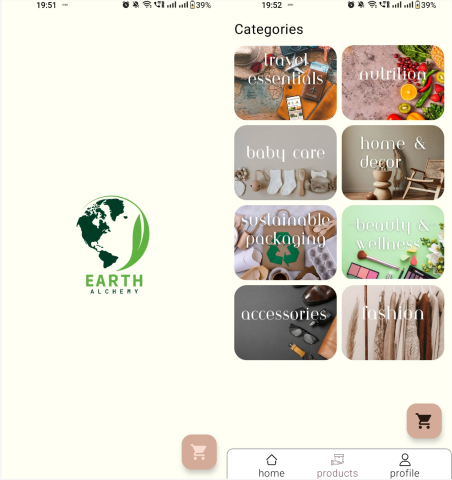 19:51
39%
EARTH
ALCHEMY
19:52
39%
Categories
travel
essentials
nutrition
baby care
home &
decor
sustainable
packaging
beauty &
wellness
accessories
fashion
home
products
profile